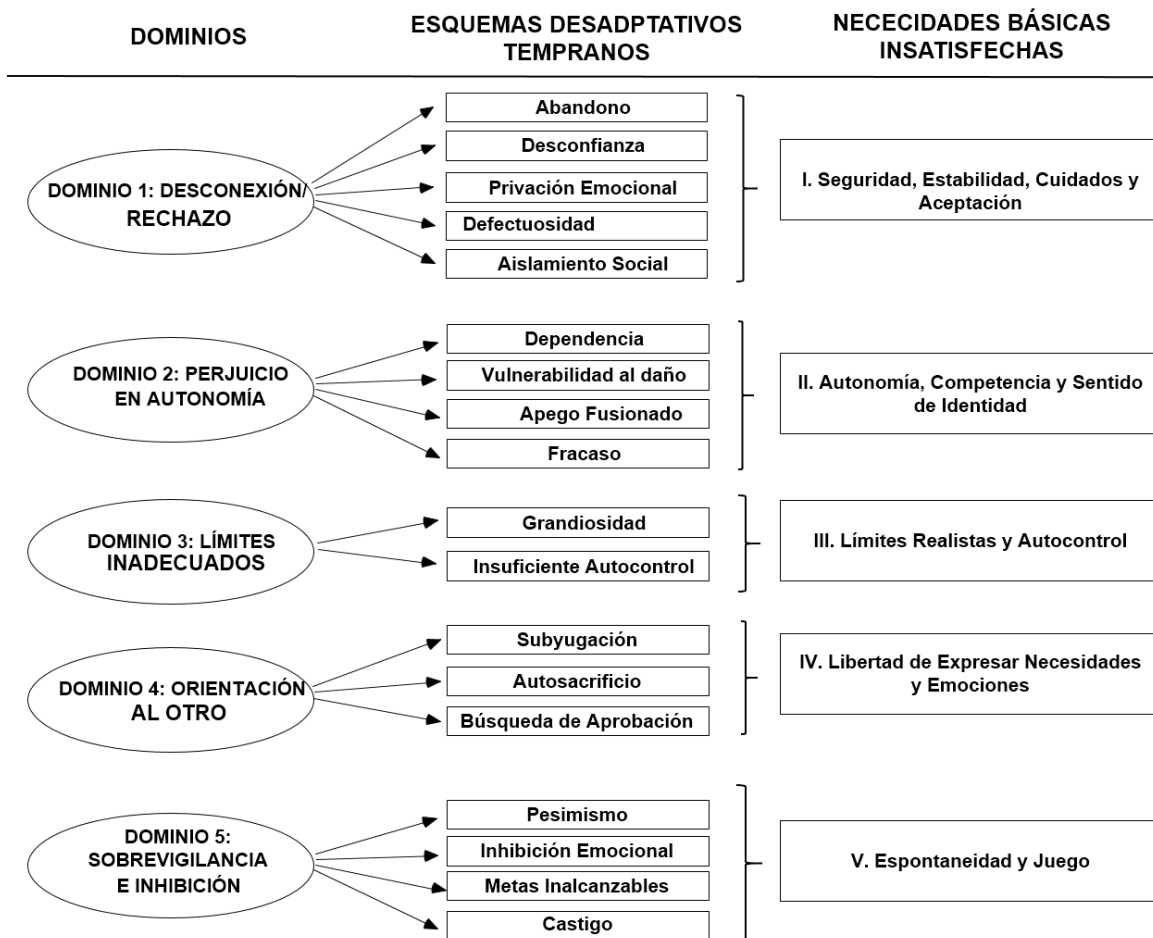 DOMINIOS
ESQUEMAS DESADPTATIVOS
TEMPRANOS
NECECIDADES BÁSICAS
INSATISFECHAS
DOMINIO 1: DESCONEXIÓN/
RECHAZO
Abandono
Desconfianza
Privación Emocional
Defectuosidad
Aislamiento Social
I. Seguridad, Estabilidad, Cuidados y
Aceptación
DOMINIO 2: PERJUICIO
EN AUTONOMÍA
Dependencia
Vulnerabilidad al daño
Apego Fusionado
Fracaso
II. Autonomía, Competencia y Sentido
de Identidad
DOMINIO 3: LÍMITES
INADECUADOS
Grandiosidad
Insuficiente Autocontrol
III. Límites Realistas y Autocontrol
DOMINIO 4: ORIENTACIÓN
AL OTRO
Subyugación
Autosacrificio
Búsqueda de Aprobación
IV. Libertad de Expresar Necesidades
y Emociones
DOMINIO 5:
SOBREVIGILANCIA
E INHIBICIÓN
Pesimismo
Inhibición Emocional
Metas Inalcanzables
Castigo
V. Espontaneidad y Juego